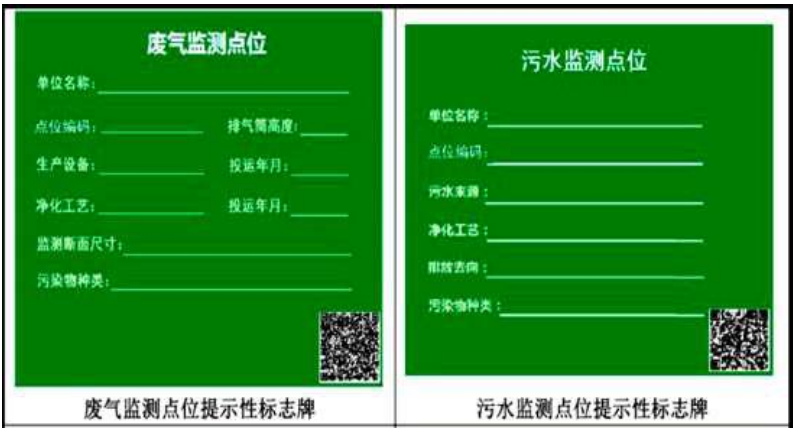 废气监测点位
单位名称:
点位编码: 排气筒高度:
生产设备: 投运年月:
净化工艺: 投运年月:
监测断面尺寸:
污染物种类:
废气监测点位提示性标志牌
污水监测点位
单位名称:
点位编码:
污水来源:
净化工艺:
排放去向:
污染物种类:
污水监测点位提示性标志牌